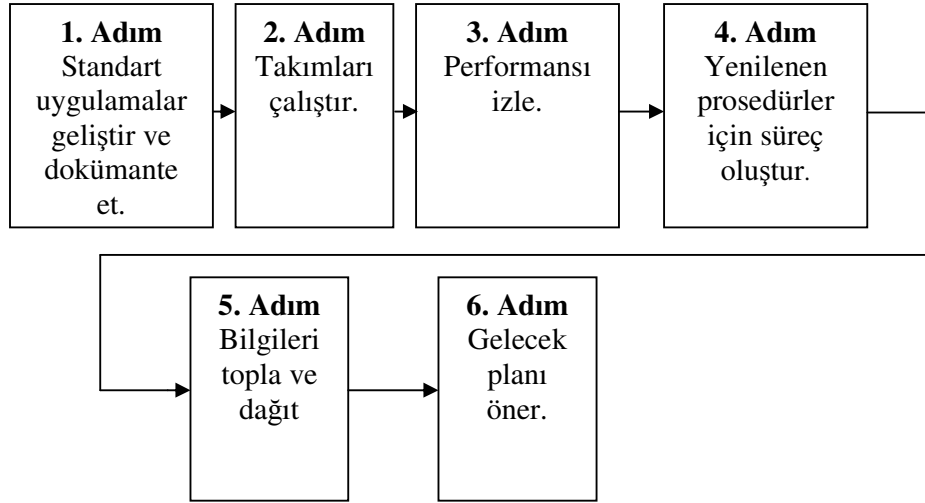 1. Adım
Standart
uygulamalar
geliştir ve
dokümante
et.
2. Adım
Takımları
çalıştır.
3. Adım
Performansı
izle.
4. Adım
Yenilenen
prosedürler
için süreç
oluştur.
5. Adım
Bilgileri
topla ve
dağıt
6. Adım
Gelecek
planı
öner.